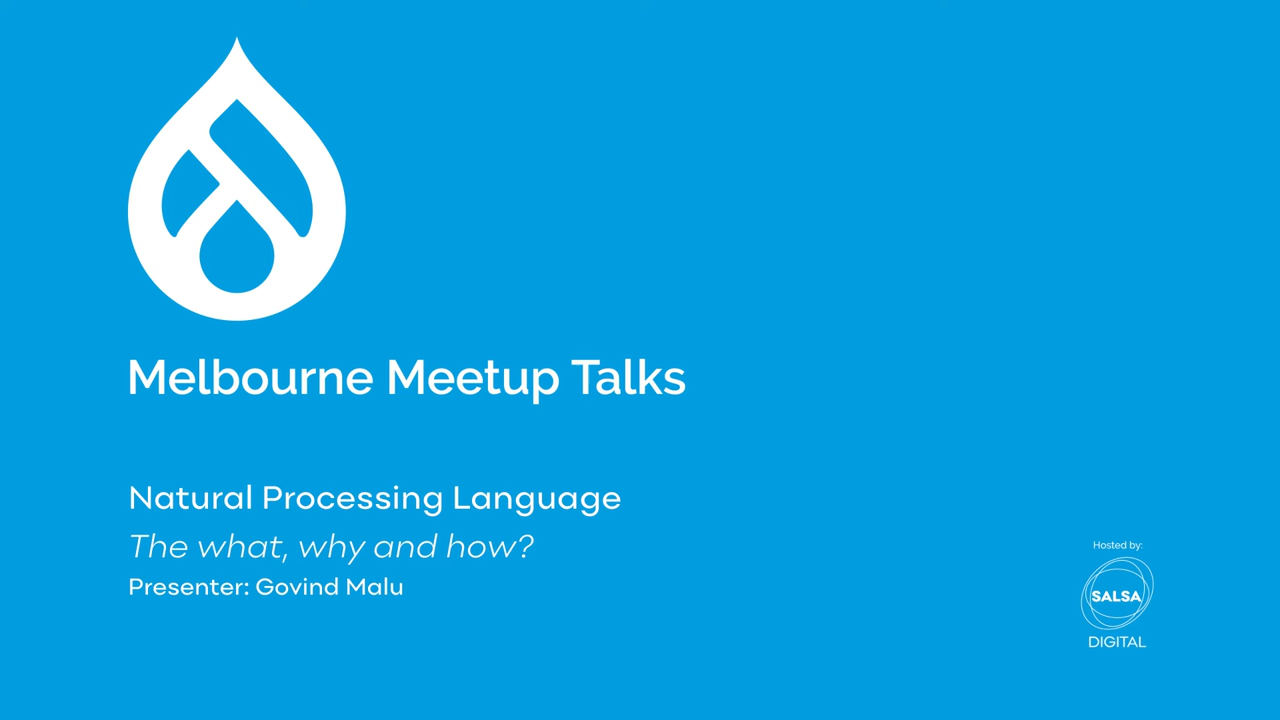 Melbourne Meetup Talks
Natural Processing Language
The what, why and how?
Presenter: Govind Malu
Hosted by:
SALSA
DIGITAL